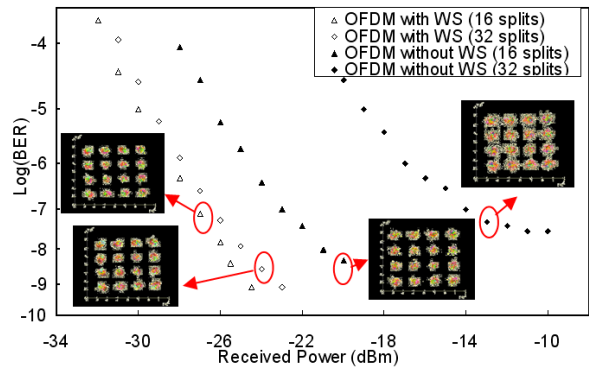 OFDM with WS (16 splits)
OFDM with WS (32 splits)
OFDM without WS (16 splits)
OFDM without WS (32 splits)
Log(BER)
-4
-5
-6
-7
-8
-9
-10
-34
-30
-26
-22
-18
-14
-10
Received Power (dBm)